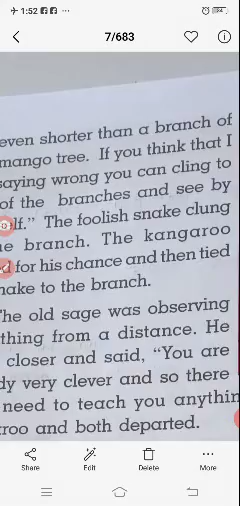 1:52
7/683
even shorter than a branch of
mango tree. If you think that I
saying wrong you can cling to
of the branches and see by
lf." The foolish snake clung
e branch. The kangaroo
d for his chance and then tied
nake to the branch.
he old sage was observing
thing from a distance. He
closer and said, "You are
dy very clever and so there
need to teach you anythin
roo and both departed.
Share Edit Delete More